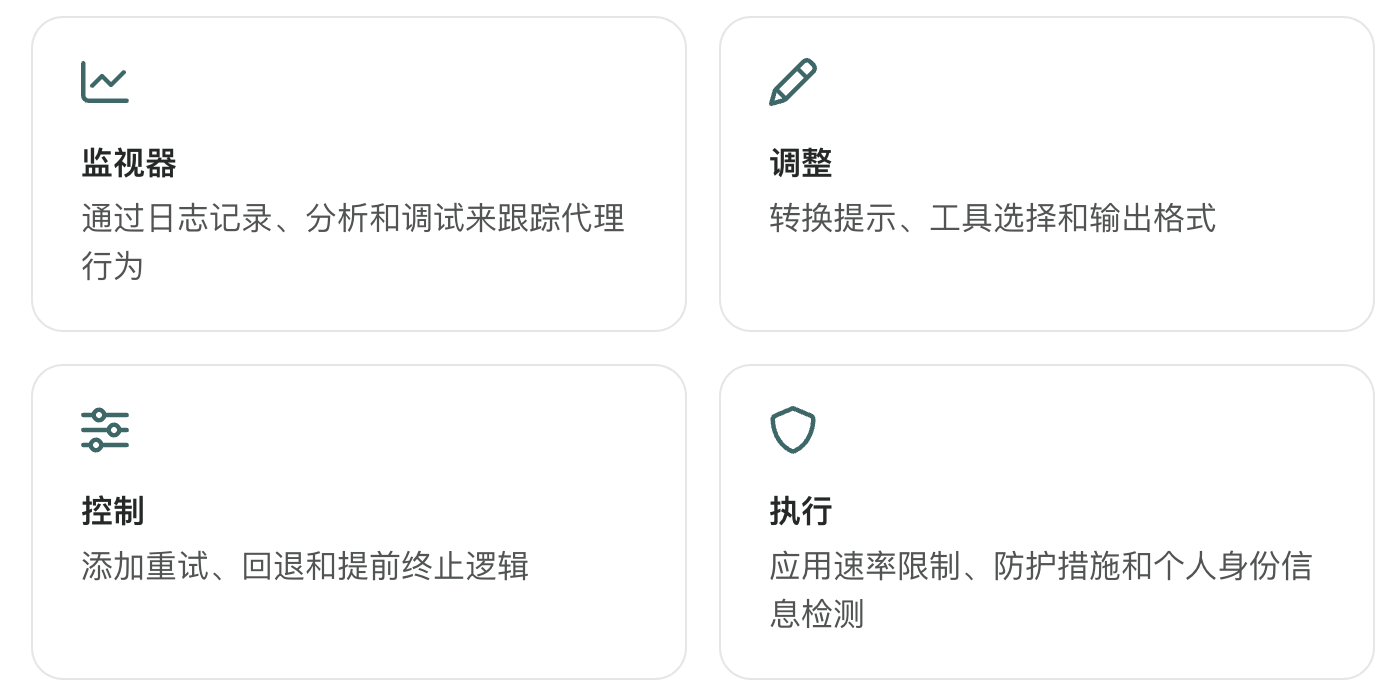 监视器
通过日志记录、分析和调试来跟踪代理
行为
调整
转换提示、工具选择和输出格式
控制
添加重试、回退和提前终止逻辑
执行
应用速率限制、防护措施和个人身份信
息检测